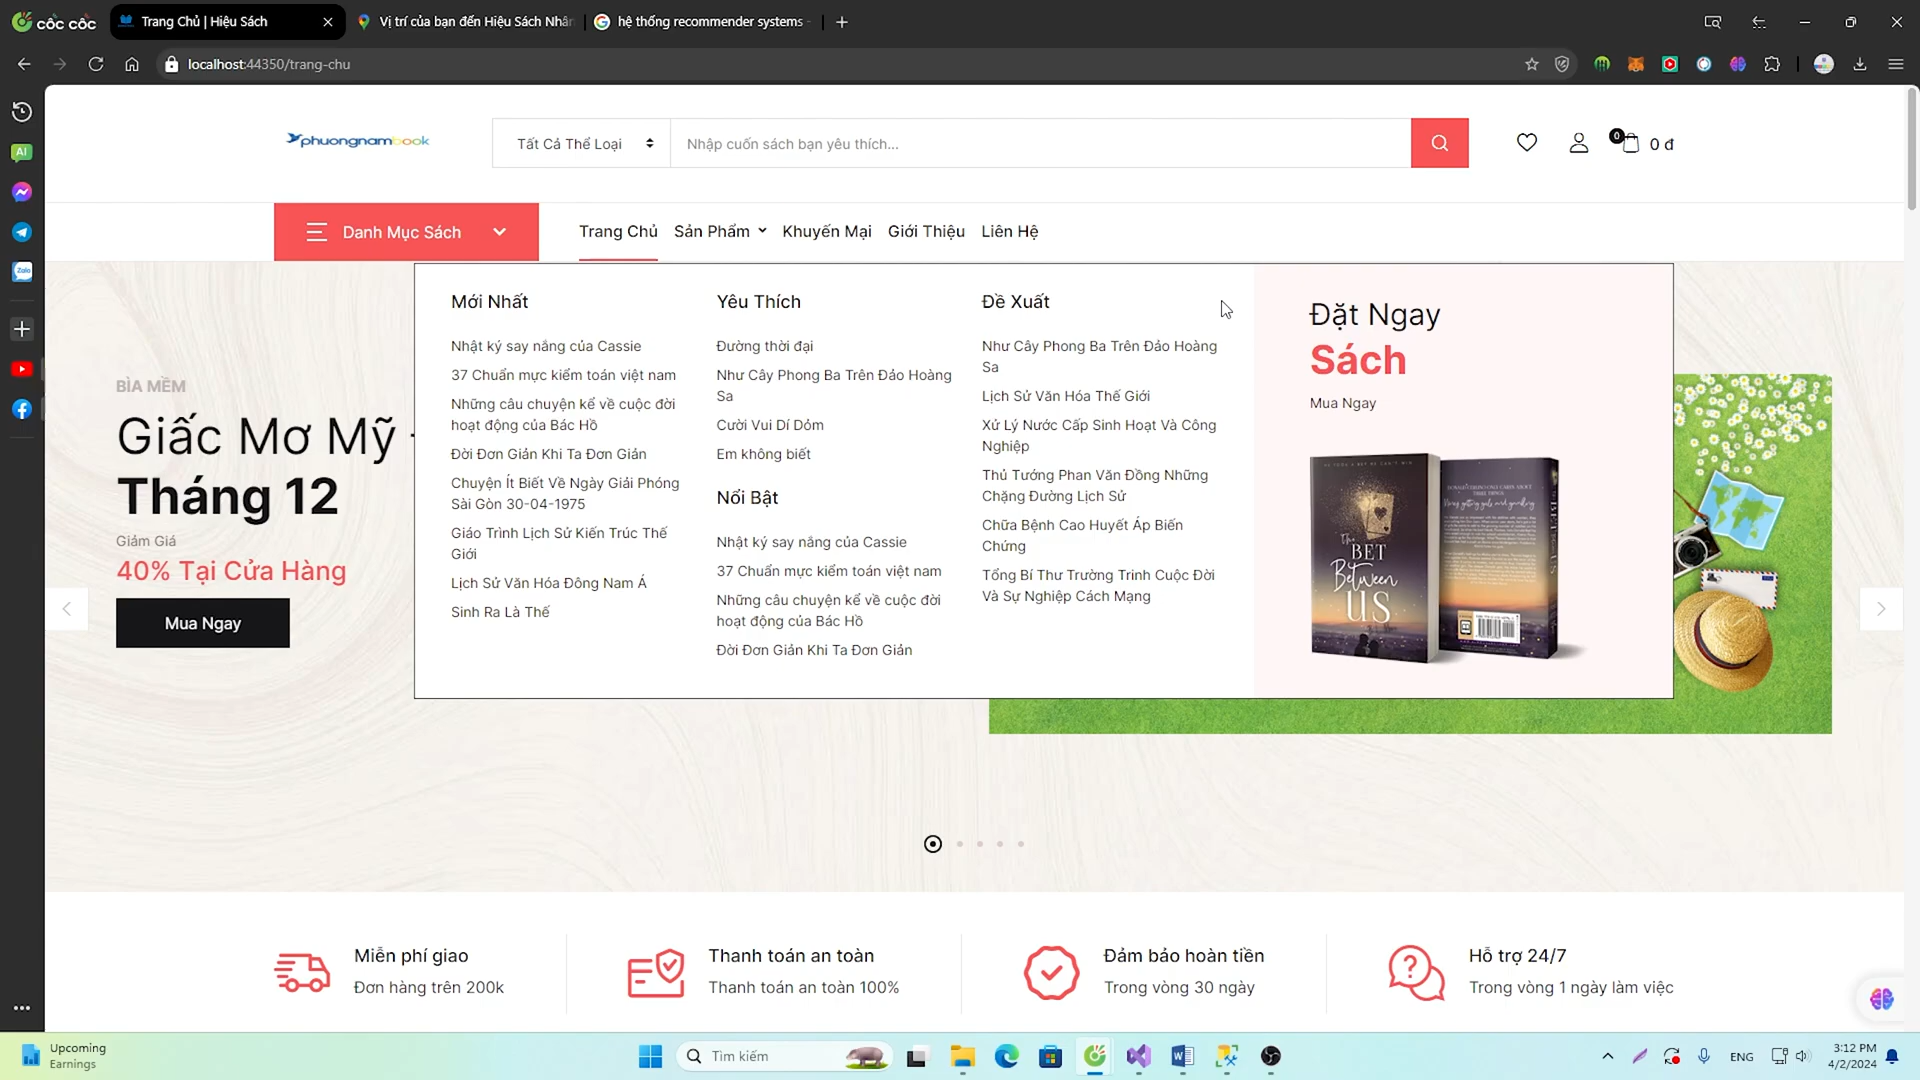 cốc cốc
Trang Chủ | Hiệu Sách
Vị trí của bạn đến Hiệu Sách Nhân
hệ thống recommender systems -
localhost:44350/trang-chu
phuongnambook
Tất Cả Thể Loại
Nhập cuốn sách bạn yêu thích...
0
0 đ
Danh Mục Sách
Trang Chủ
Sản Phẩm
Khuyến Mại
Giới Thiệu
Liên Hệ
Mới Nhất
Nhật ký say nắng của Cassie
37 Chuẩn mực kiểm toán việt nam
Những câu chuyện kể về cuộc đời
hoạt động của Bác Hồ
Đời Đơn Giản Khi Ta Đơn Giản
Chuyện Ít Biết Về Ngày Giải Phóng
Sài Gòn 30-04-1975
Giáo Trình Lịch Sử Kiến Trúc Thế
Giới
Lịch Sử Văn Hóa Đông Nam Á
Sinh Ra Là Thế
Yêu Thích
Đường thời đại
Như Cây Phong Ba Trên Đảo Hoàng
Sa
Cười Vui Dí Dỏm
Em không biết
Nổi Bật
Nhật ký say nắng của Cassie
37 Chuẩn mực kiểm toán việt nam
Những câu chuyện kể về cuộc đời
hoạt động của Bác Hồ
Đời Đơn Giản Khi Ta Đơn Giản
Đề Xuất
Như Cây Phong Ba Trên Đảo Hoàng
Sa
Lịch Sử Văn Hóa Thế Giới
Xử Lý Nước Cấp Sinh Hoạt Và Công
Nghiệp
Thủ Tướng Phan Văn Đồng Những
Chặng Đường Lịch Sử
Chữa Bệnh Cao Huyết Áp Biến
Chứng
Tổng Bí Thư Trường Trinh Cuộc Đời
Và Sự Nghiệp Cách Mạng
Đặt Ngay
Sách
Mua Ngay
The
BET
Between
US
BÌA MỀM
Giấc Mơ Mỹ -
Tháng 12
Giảm Giá
40% Tại Cửa Hàng
Mua Ngay
Miễn phí giao
Đơn hàng trên 200k
Thanh toán an toàn
Thanh toán an toàn 100%
Đảm bảo hoàn tiền
Trong vòng 30 ngày
Hỗ trợ 24/7
Trong vòng 1 ngày làm việc
AI
Zalo
Upcoming
Earnings
Tìm kiếm
ENG
3:12 PM
4/2/2024